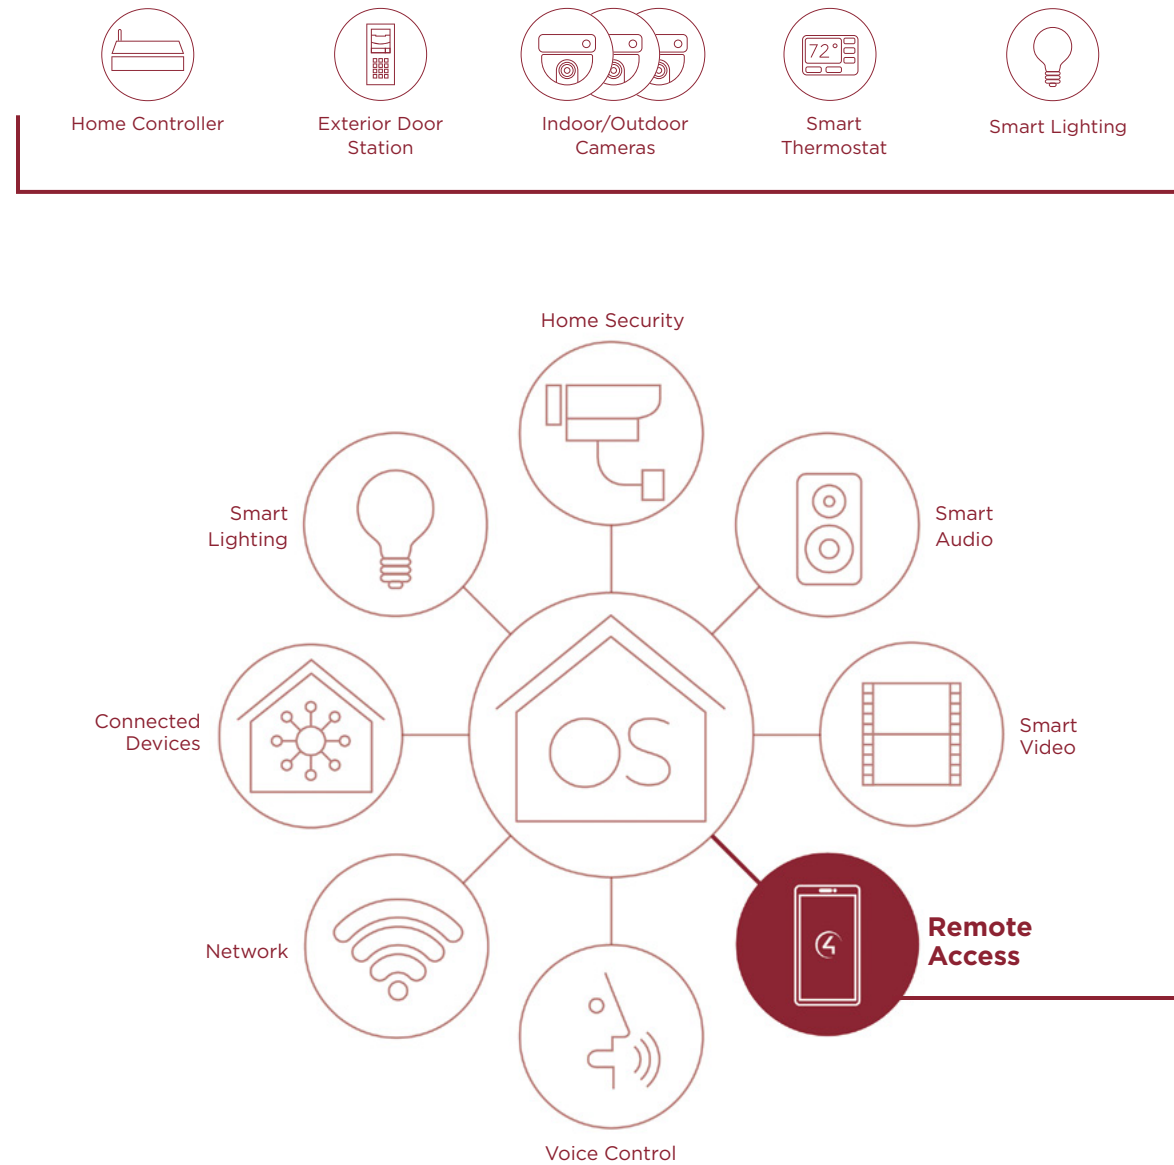 72°
Home Controller
Exterior Door
Station
Indoor/Outdoor
Cameras
Smart
Thermostat
Smart Lighting
Home Security
Smart
Lighting
Smart
Audio
Connected
Devices
OS
Smart
Video
Network
4
Remote
Access
Voice Control